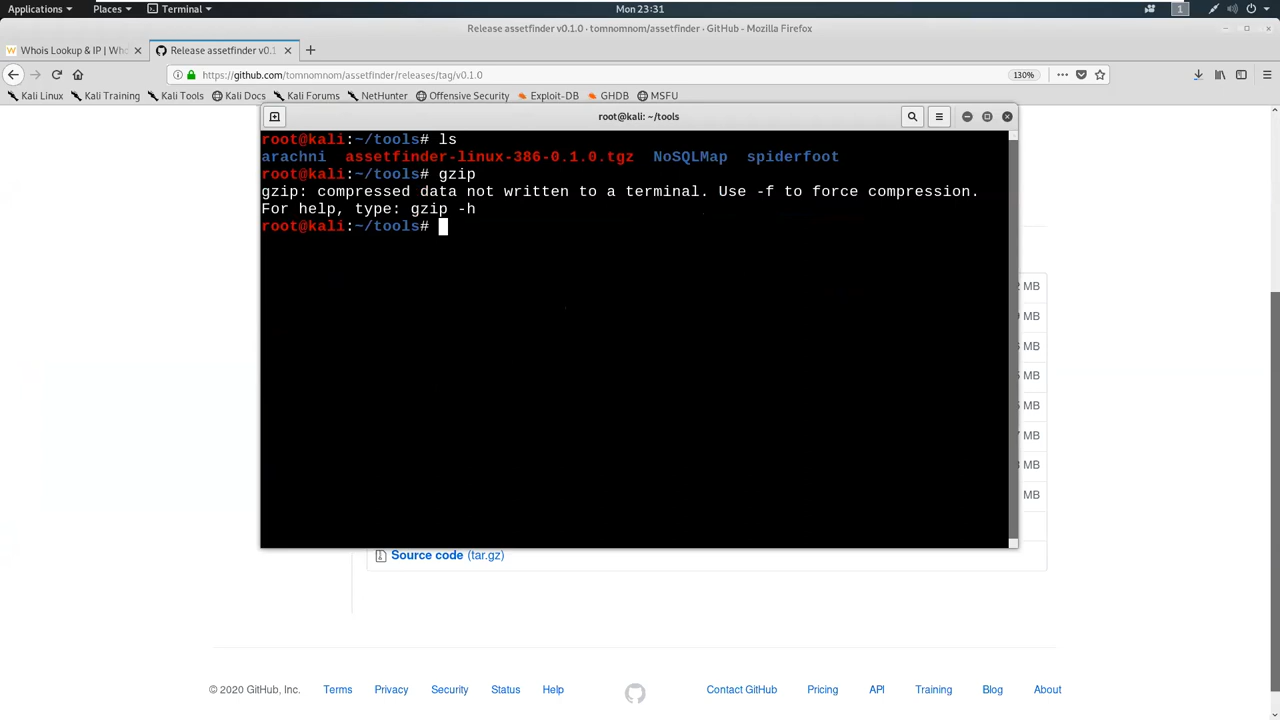 Applications Places Terminal Mon 23:31 1
Release assetfinder v0.1.0 · tomnomnom/assetfinder · GitHub - Mozilla Firefox
Whois Lookup & IP | Who Release assetfinder v0.1
https://github.com/tomnomnom/assetfinder/releases/tag/v0.1.0 130%
Kali Linux Kali Training Kali Tools Kali Docs Kali Forums NetHunter Offensive Security Exploit-DB GHDB MSFU
root@kali: ~/tools
root@kali:~/tools# ls
arachni assetfinder-linux-386-0.1.0.tgz NoSQLMap spiderfoot
root@kali:~/tools# gzip
gzip: compressed data not written to a terminal. Use -f to force compression.
For help, type: gzip -h
root@kali:~/tools#
MB
MB
MB
MB
MB
MB
MB
MB
Source code (tar.gz)
© 2020 GitHub, Inc. Terms Privacy Security Status Help Contact GitHub Pricing API Training Blog About